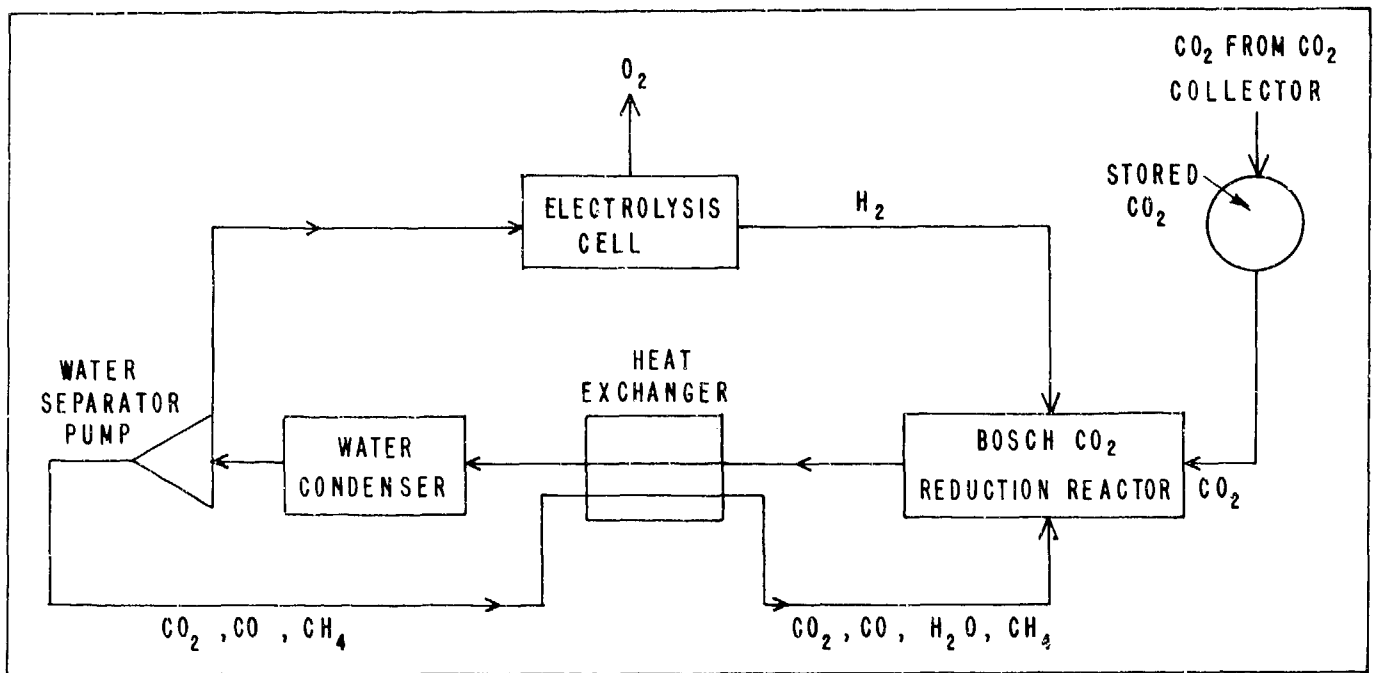 O₂
CO₂ FROM CO₂
COLLECTOR
STORED
CO₂
ELECTROLYSIS
CELL
H₂
WATER
SEPARATOR
PUMP
WATER
CONDENSER
HEAT
EXCHANGER
BOSCH CO₂
REDUCTION REACTOR
CO₂
CO₂ , CO , CH₄
CO₂ , CO , H₂O , CH₄